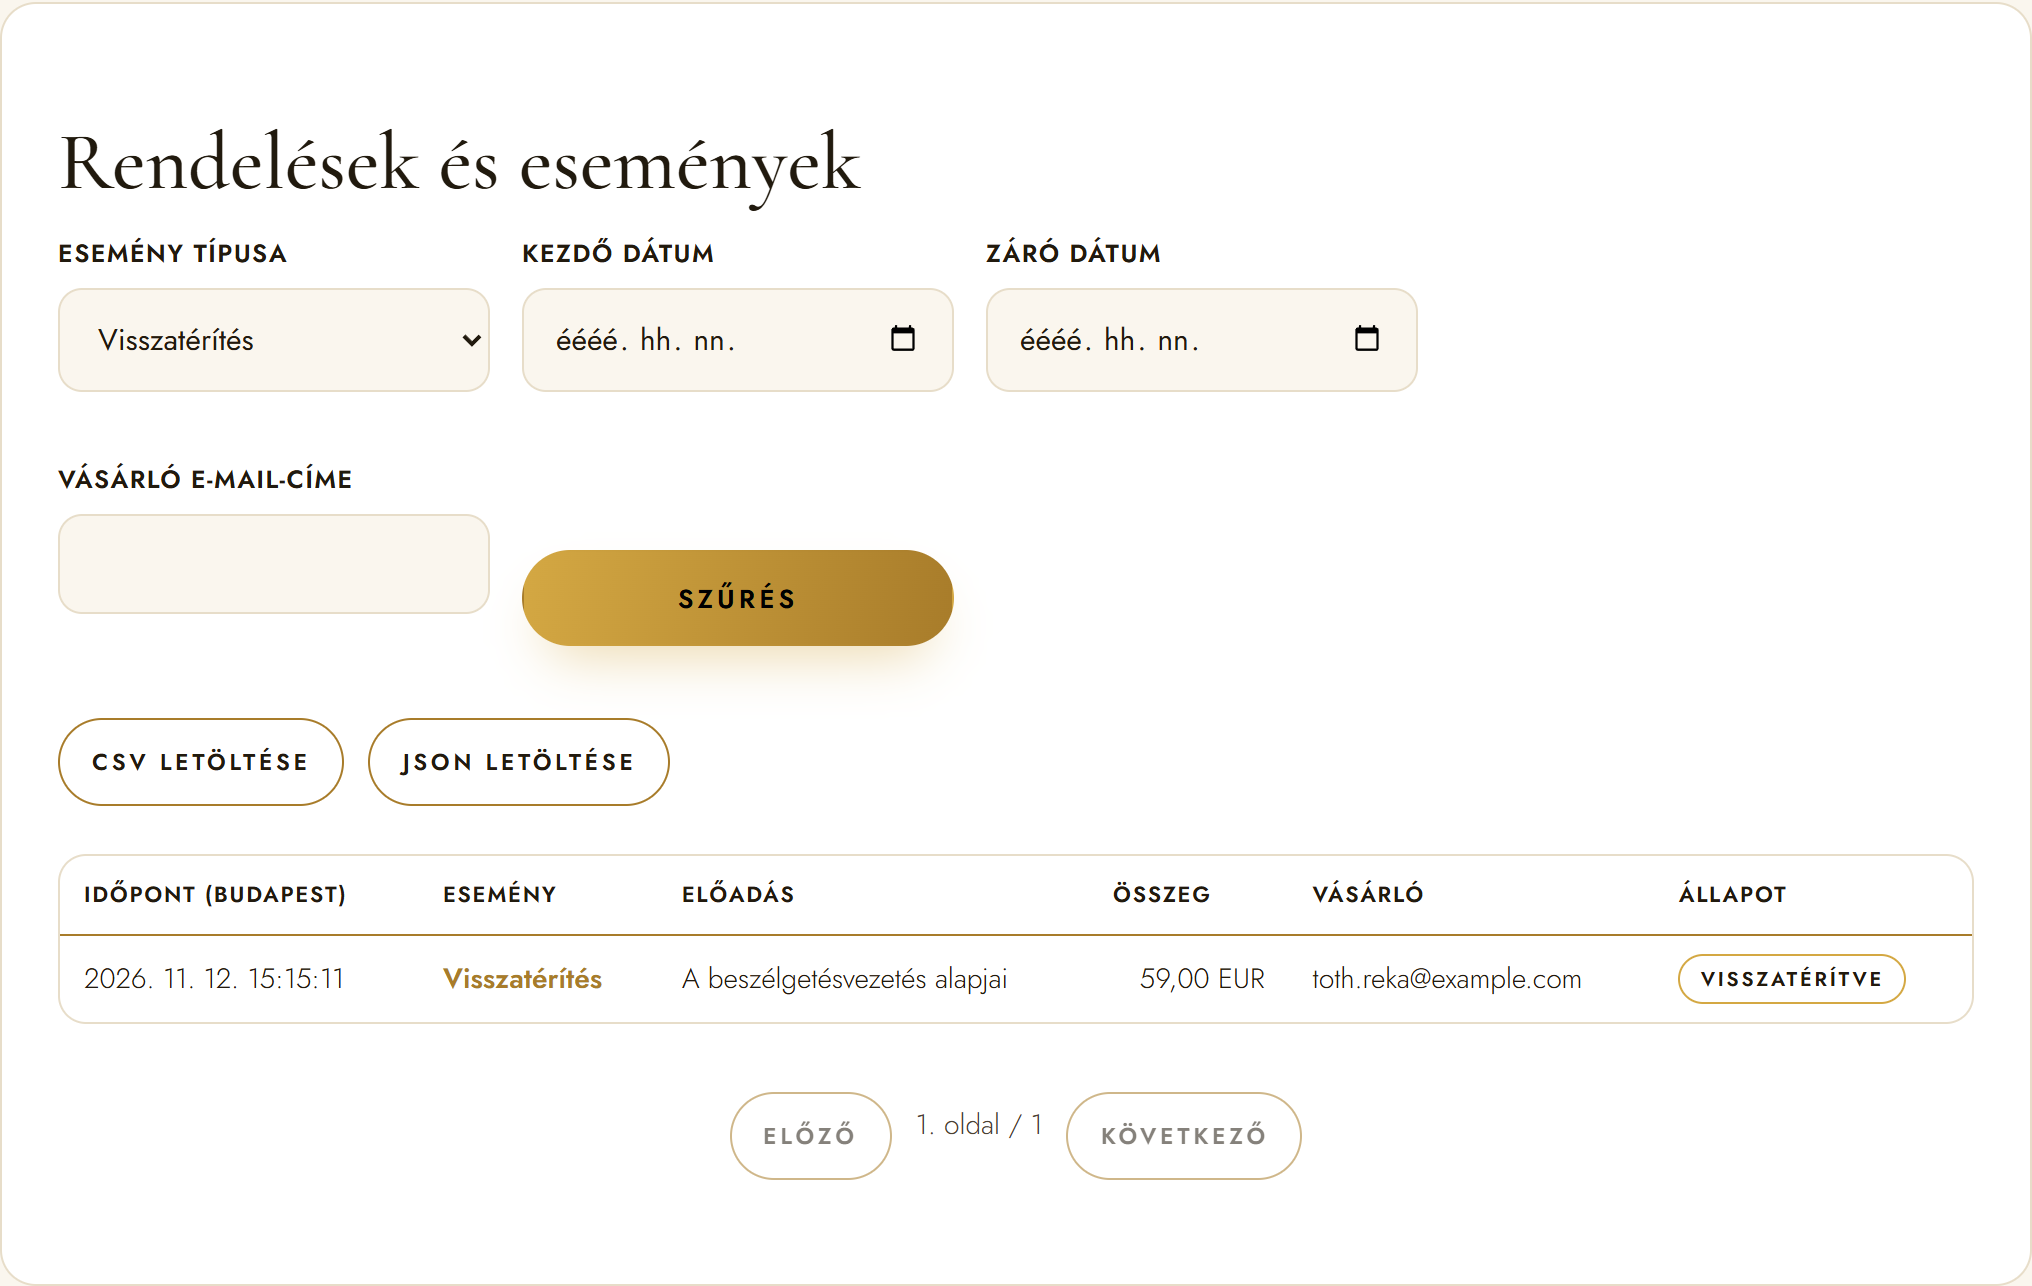 Rendelések és események
ESEMÉNY TÍPUSA KEZDŐ DÁTUM ZÁRÓ DÁTUM
Visszatérítés éééé. hh. nn. éééé. hh. nn.
VÁSÁRLÓ E-MAIL-CÍME
SZŰRÉS
CSV LETÖLTÉSE JSON LETÖLTÉSE
IDŐPONT (BUDAPEST) ESEMÉNY ELŐADÁS ÖSSZEG VÁSÁRLÓ ÁLLAPOT
2026. 11. 12. 15:15:11 Visszatérítés A beszélgetésvezetés alapjai 59,00 EUR toth.reka@example.com VISSZATÉRÍTVE
ELŐZŐ 1. oldal / 1 KÖVETKEZŐ